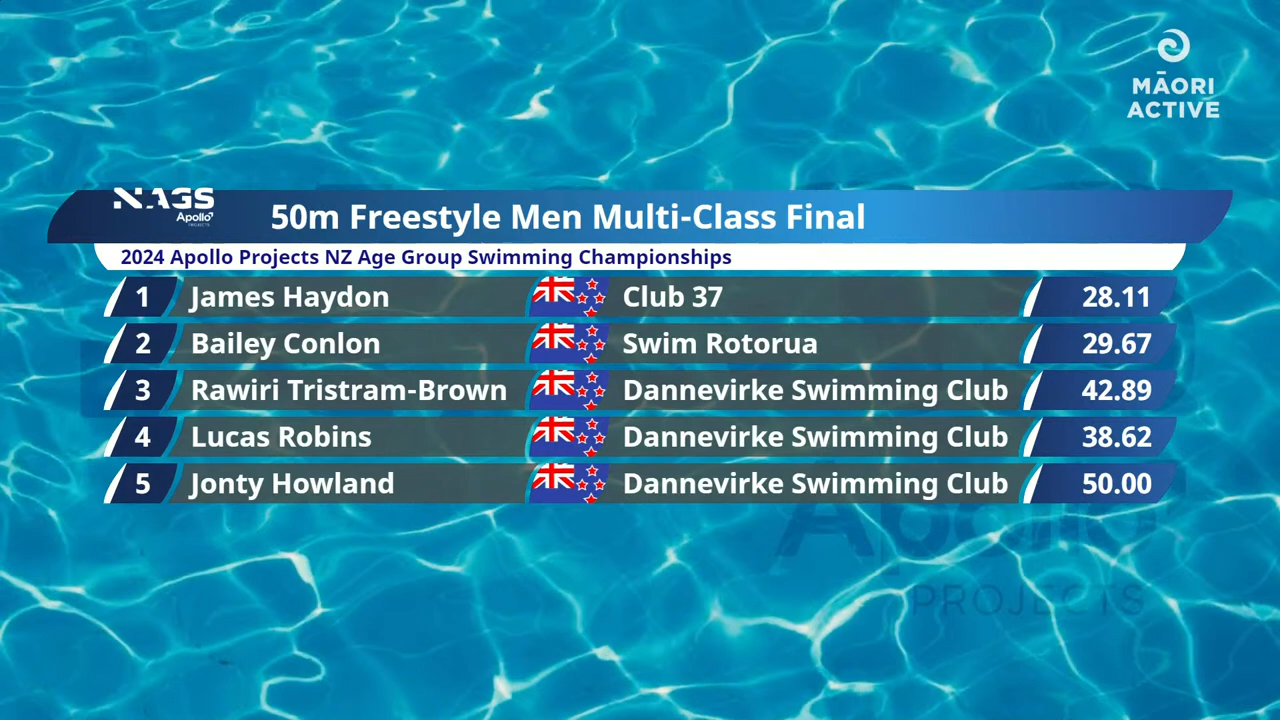 MĀORI
ACTIVE
NAGS
Apollo
PROJECTS
50m Freestyle Men Multi-Class Final
2024 Apollo Projects NZ Age Group Swimming Championships
1 James Haydon Club 37 28.11
2 Bailey Conlon Swim Rotorua 29.67
3 Rawiri Tristram-Brown Dannevirke Swimming Club 42.89
4 Lucas Robins Dannevirke Swimming Club 38.62
5 Jonty Howland Dannevirke Swimming Club 50.00
Apollo
PROJECTS